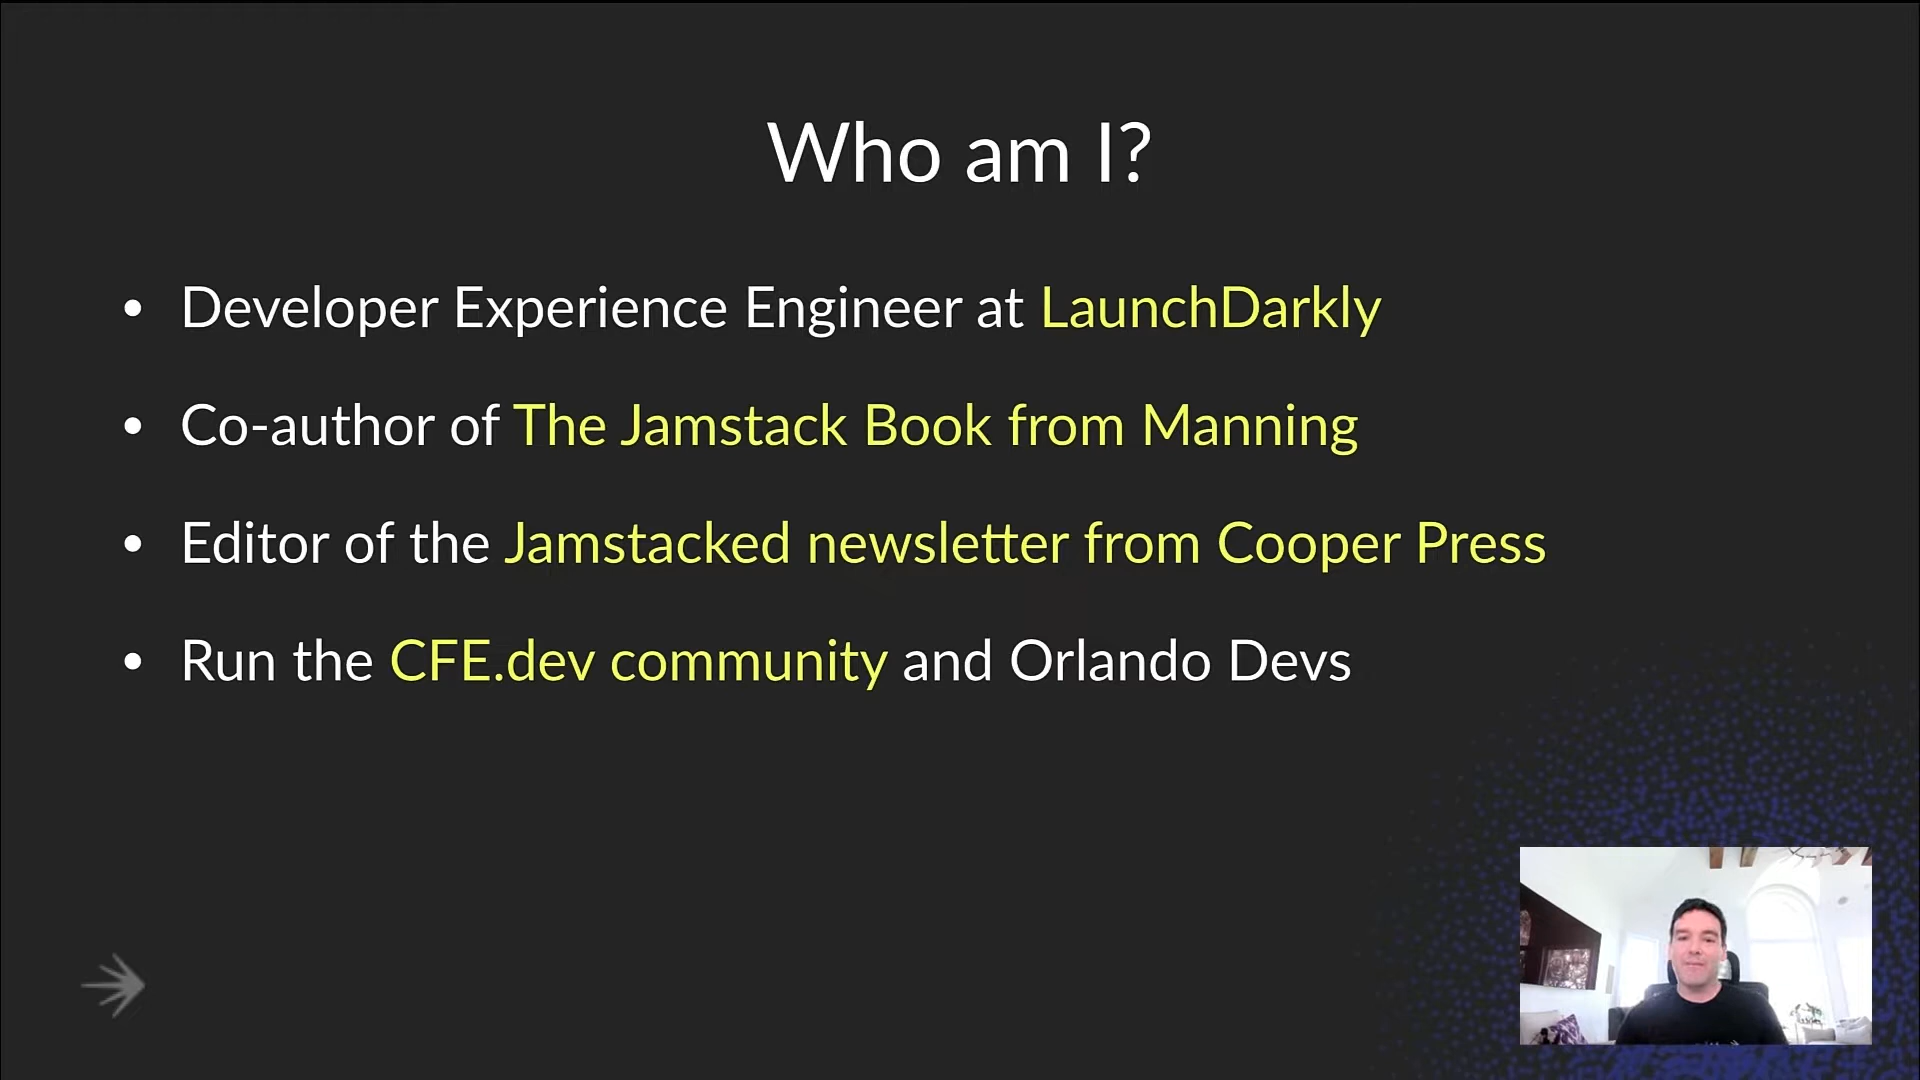 Who am I?
• Developer Experience Engineer at LaunchDarkly
• Co-author of The Jamstack Book from Manning
• Editor of the Jamstacked newsletter from Cooper Press
• Run the CFE.dev community and Orlando Devs